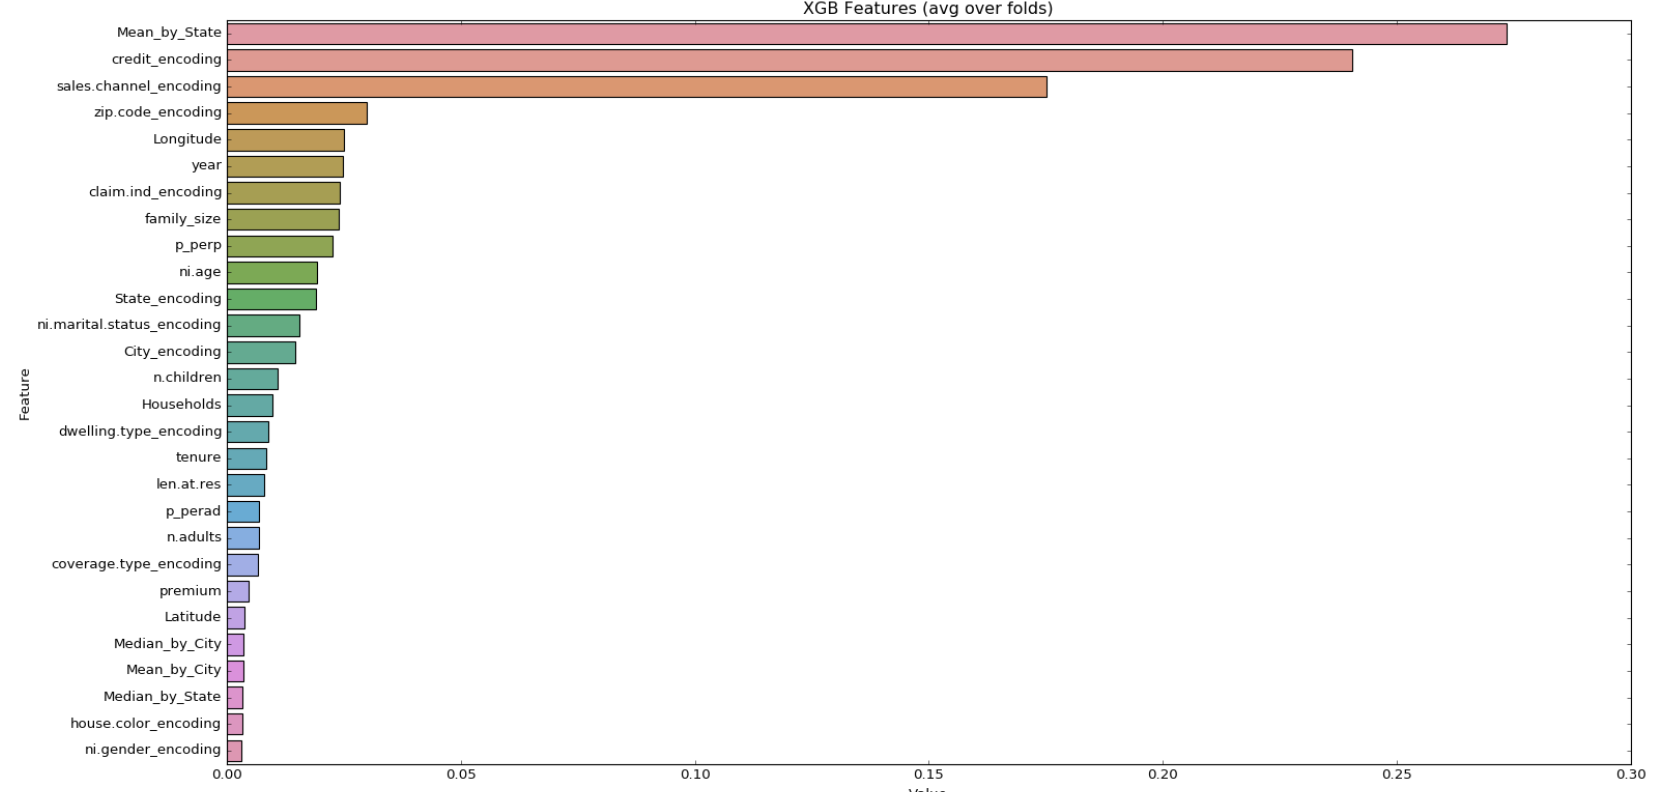 XGB Features (avg over folds)
Mean_by_State
credit_encoding
sales.channel_encoding
zip.code_encoding
Longitude
year
claim.ind_encoding
family_size
p_perp
ni.age
State_encoding
ni.marital.status_encoding
City_encoding
n.children
Households
dwelling.type_encoding
tenure
len.at.res
p_perad
n.adults
coverage.type_encoding
premium
Latitude
Median_by_City
Mean_by_City
Median_by_State
house.color_encoding
ni.gender_encoding
Feature
0.00 0.05 0.10 0.15 0.20 0.25 0.30
Value